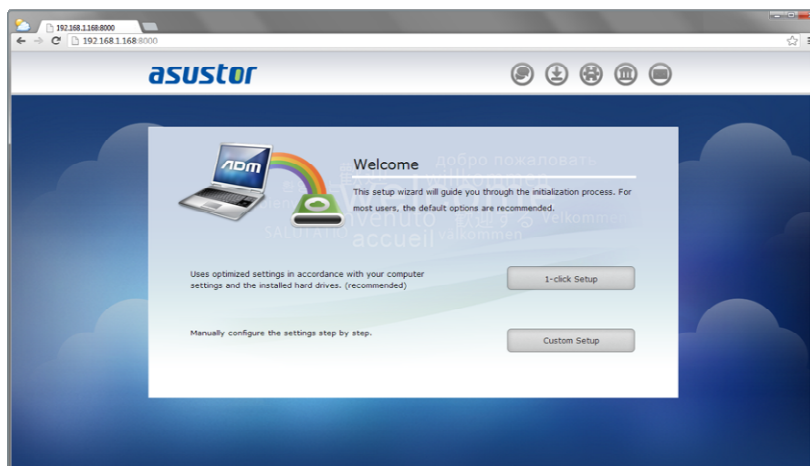 192.168.1.168:8000
192.168.1.168:8000
asustor
ADM
Welcome
добро пожаловать
willkommen
This setup wizard will guide you through the initialization process. For
most users, the default options are recommended.
Velkommen
accueil
valkommen
Uses optimized settings in accordance with your computer
settings and the installed hard drives. (recommended)
1-click Setup
Manually configure the settings step by step.
Custom Setup